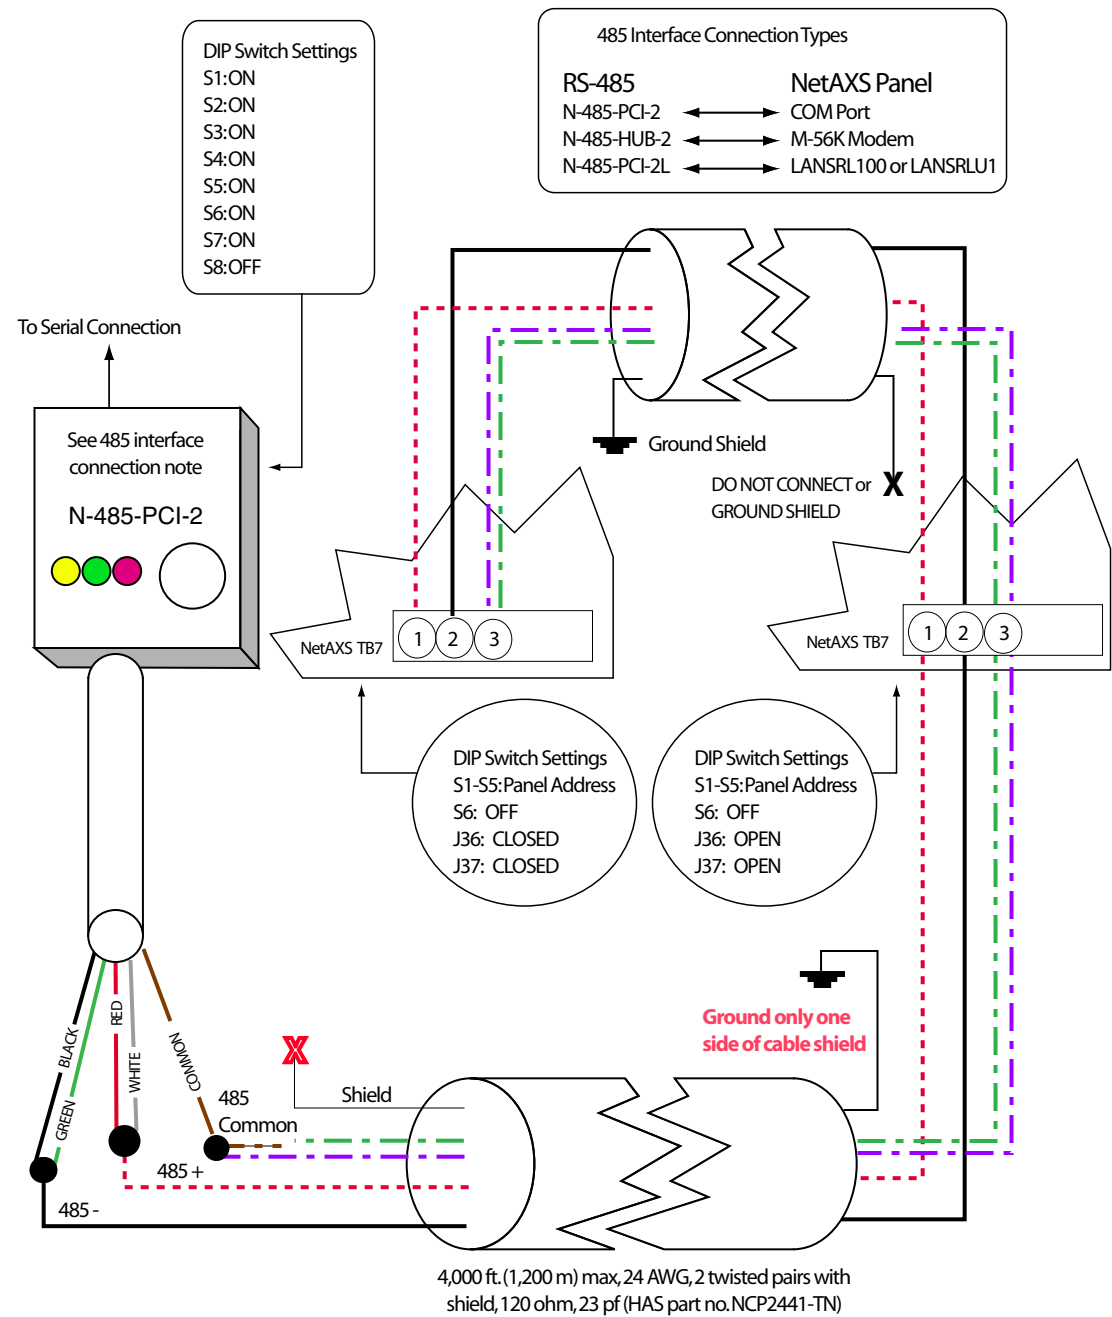 DIP Switch Settings
S1:ON
S2:ON
S3:ON
S4:ON
S5:ON
S6:ON
S7:ON
S8:OFF
485 Interface Connection Types
RS-485 NetAXS Panel
N-485-PCI-2 COM Port
N-485-HUB-2 M-56K Modem
N-485-PCI-2L LANSRL100 or LANSRLU1
To Serial Connection
See 485 interface
connection note
N-485-PCI-2
Ground Shield
DO NOT CONNECT or
GROUND SHIELD
X
NetAXS TB7
1 2 3
NetAXS TB7
1 2 3
DIP Switch Settings
S1-S5:Panel Address
S6: OFF
J36: CLOSED
J37: CLOSED
DIP Switch Settings
S1-S5:Panel Address
S6: OFF
J36: OPEN
J37: OPEN
BLACK
GREEN
RED
WHITE
COMMON
485
Common
485 +
485 -
X
Shield
Ground only one
side of cable shield
4,000 ft. (1,200 m) max, 24 AWG, 2 twisted pairs with
shield, 120 ohm, 23 pf (HAS part no. NCP2441-TN)